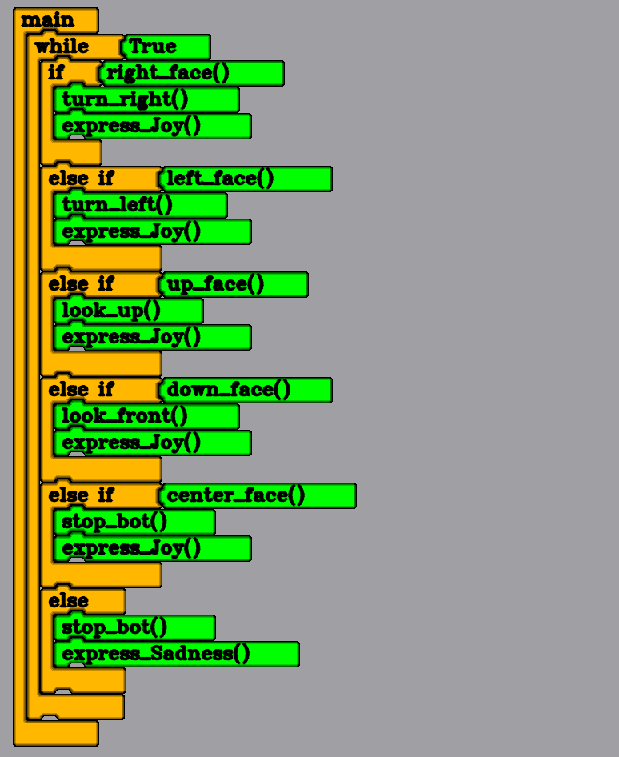 main
while True
if right_face()
turn_right()
express_Joy()
else if left_face()
turn_left()
express_Joy()
else if up_face()
look_up()
express_Joy()
else if down_face()
look_front()
express_Joy()
else if center_face()
stop_bot()
express_Joy()
else
stop_bot()
express_Sadness()